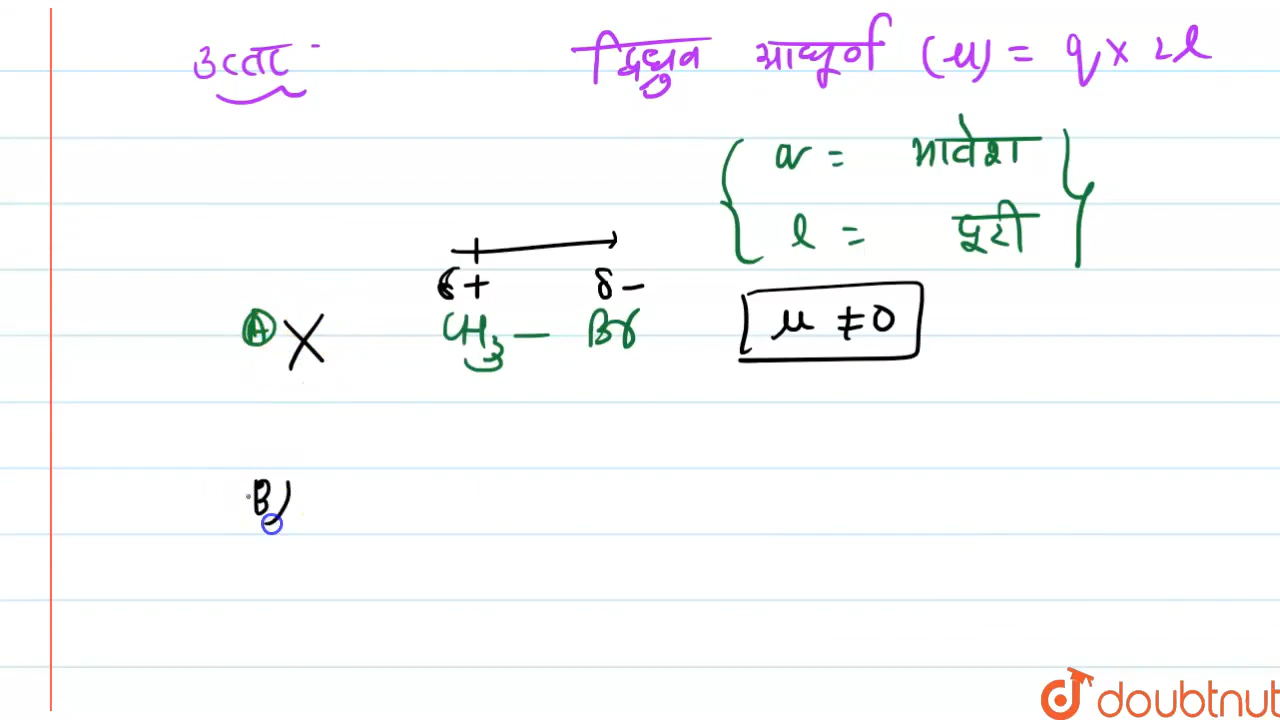 उत्तर
द्विध्रुव आघूर्ण (μ) = q × 2l
q = आवेश
l = दूरी
δ+ δ-
A X CH₃ — Br μ ≠ 0
B)
doubtnut